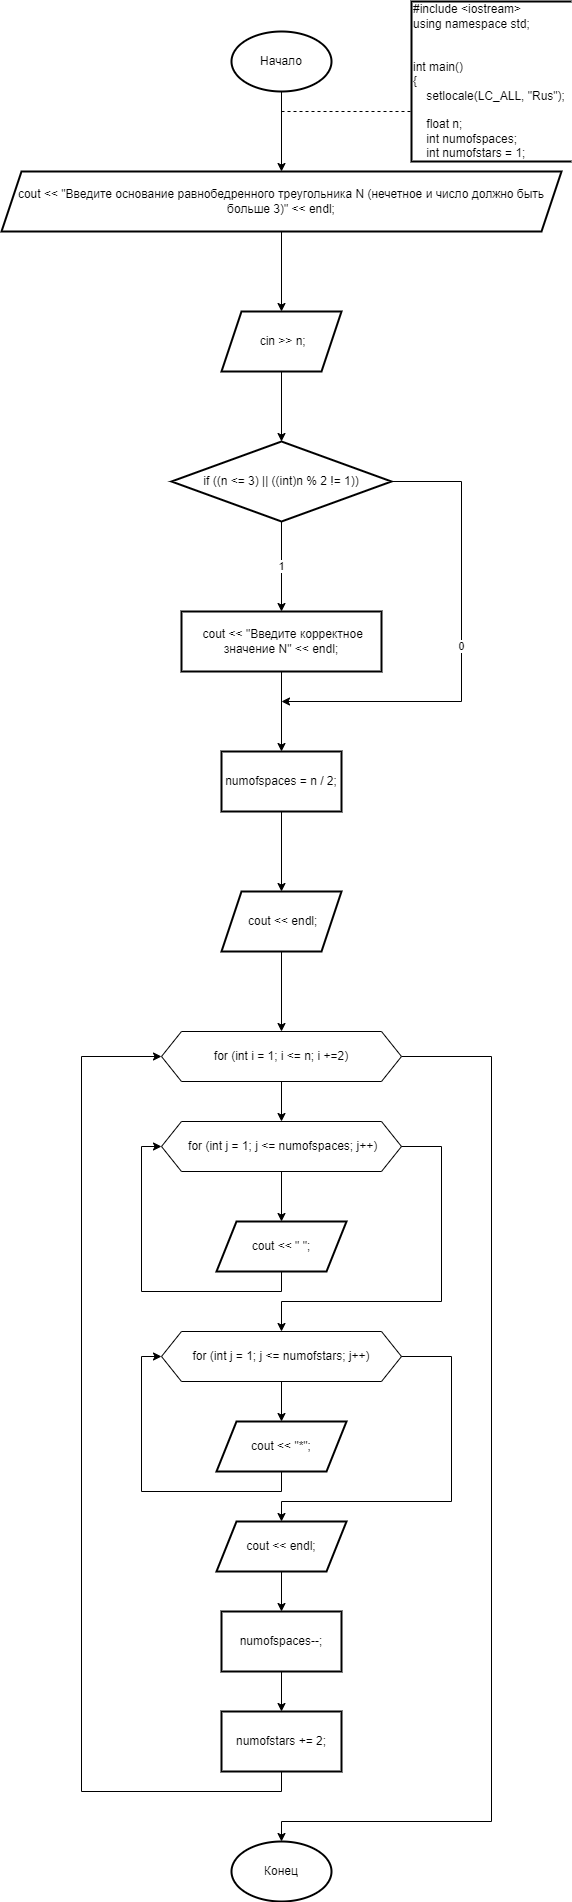 #include <iostream>
using namespace std;
int main()
{
setlocale(LC_ALL, "Rus");
float n;
int numofspaces;
int numofstars = 1;
Начало
cout << "Введите основание равнобедренного треугольника N (нечетное и число должно быть
больше 3)" << endl;
cin >> n;
if ((n <= 3) || ((int)n % 2 != 1))
1
cout << "Введите корректное
значение N" << endl;
0
numofspaces = n / 2;
cout << endl;
for (int i = 1; i <= n; i +=2)
for (int j = 1; j <= numofspaces; j++)
cout << " ";
for (int j = 1; j <= numofstars; j++)
cout << "*";
cout << endl;
numofspaces--;
numofstars += 2;
Конец